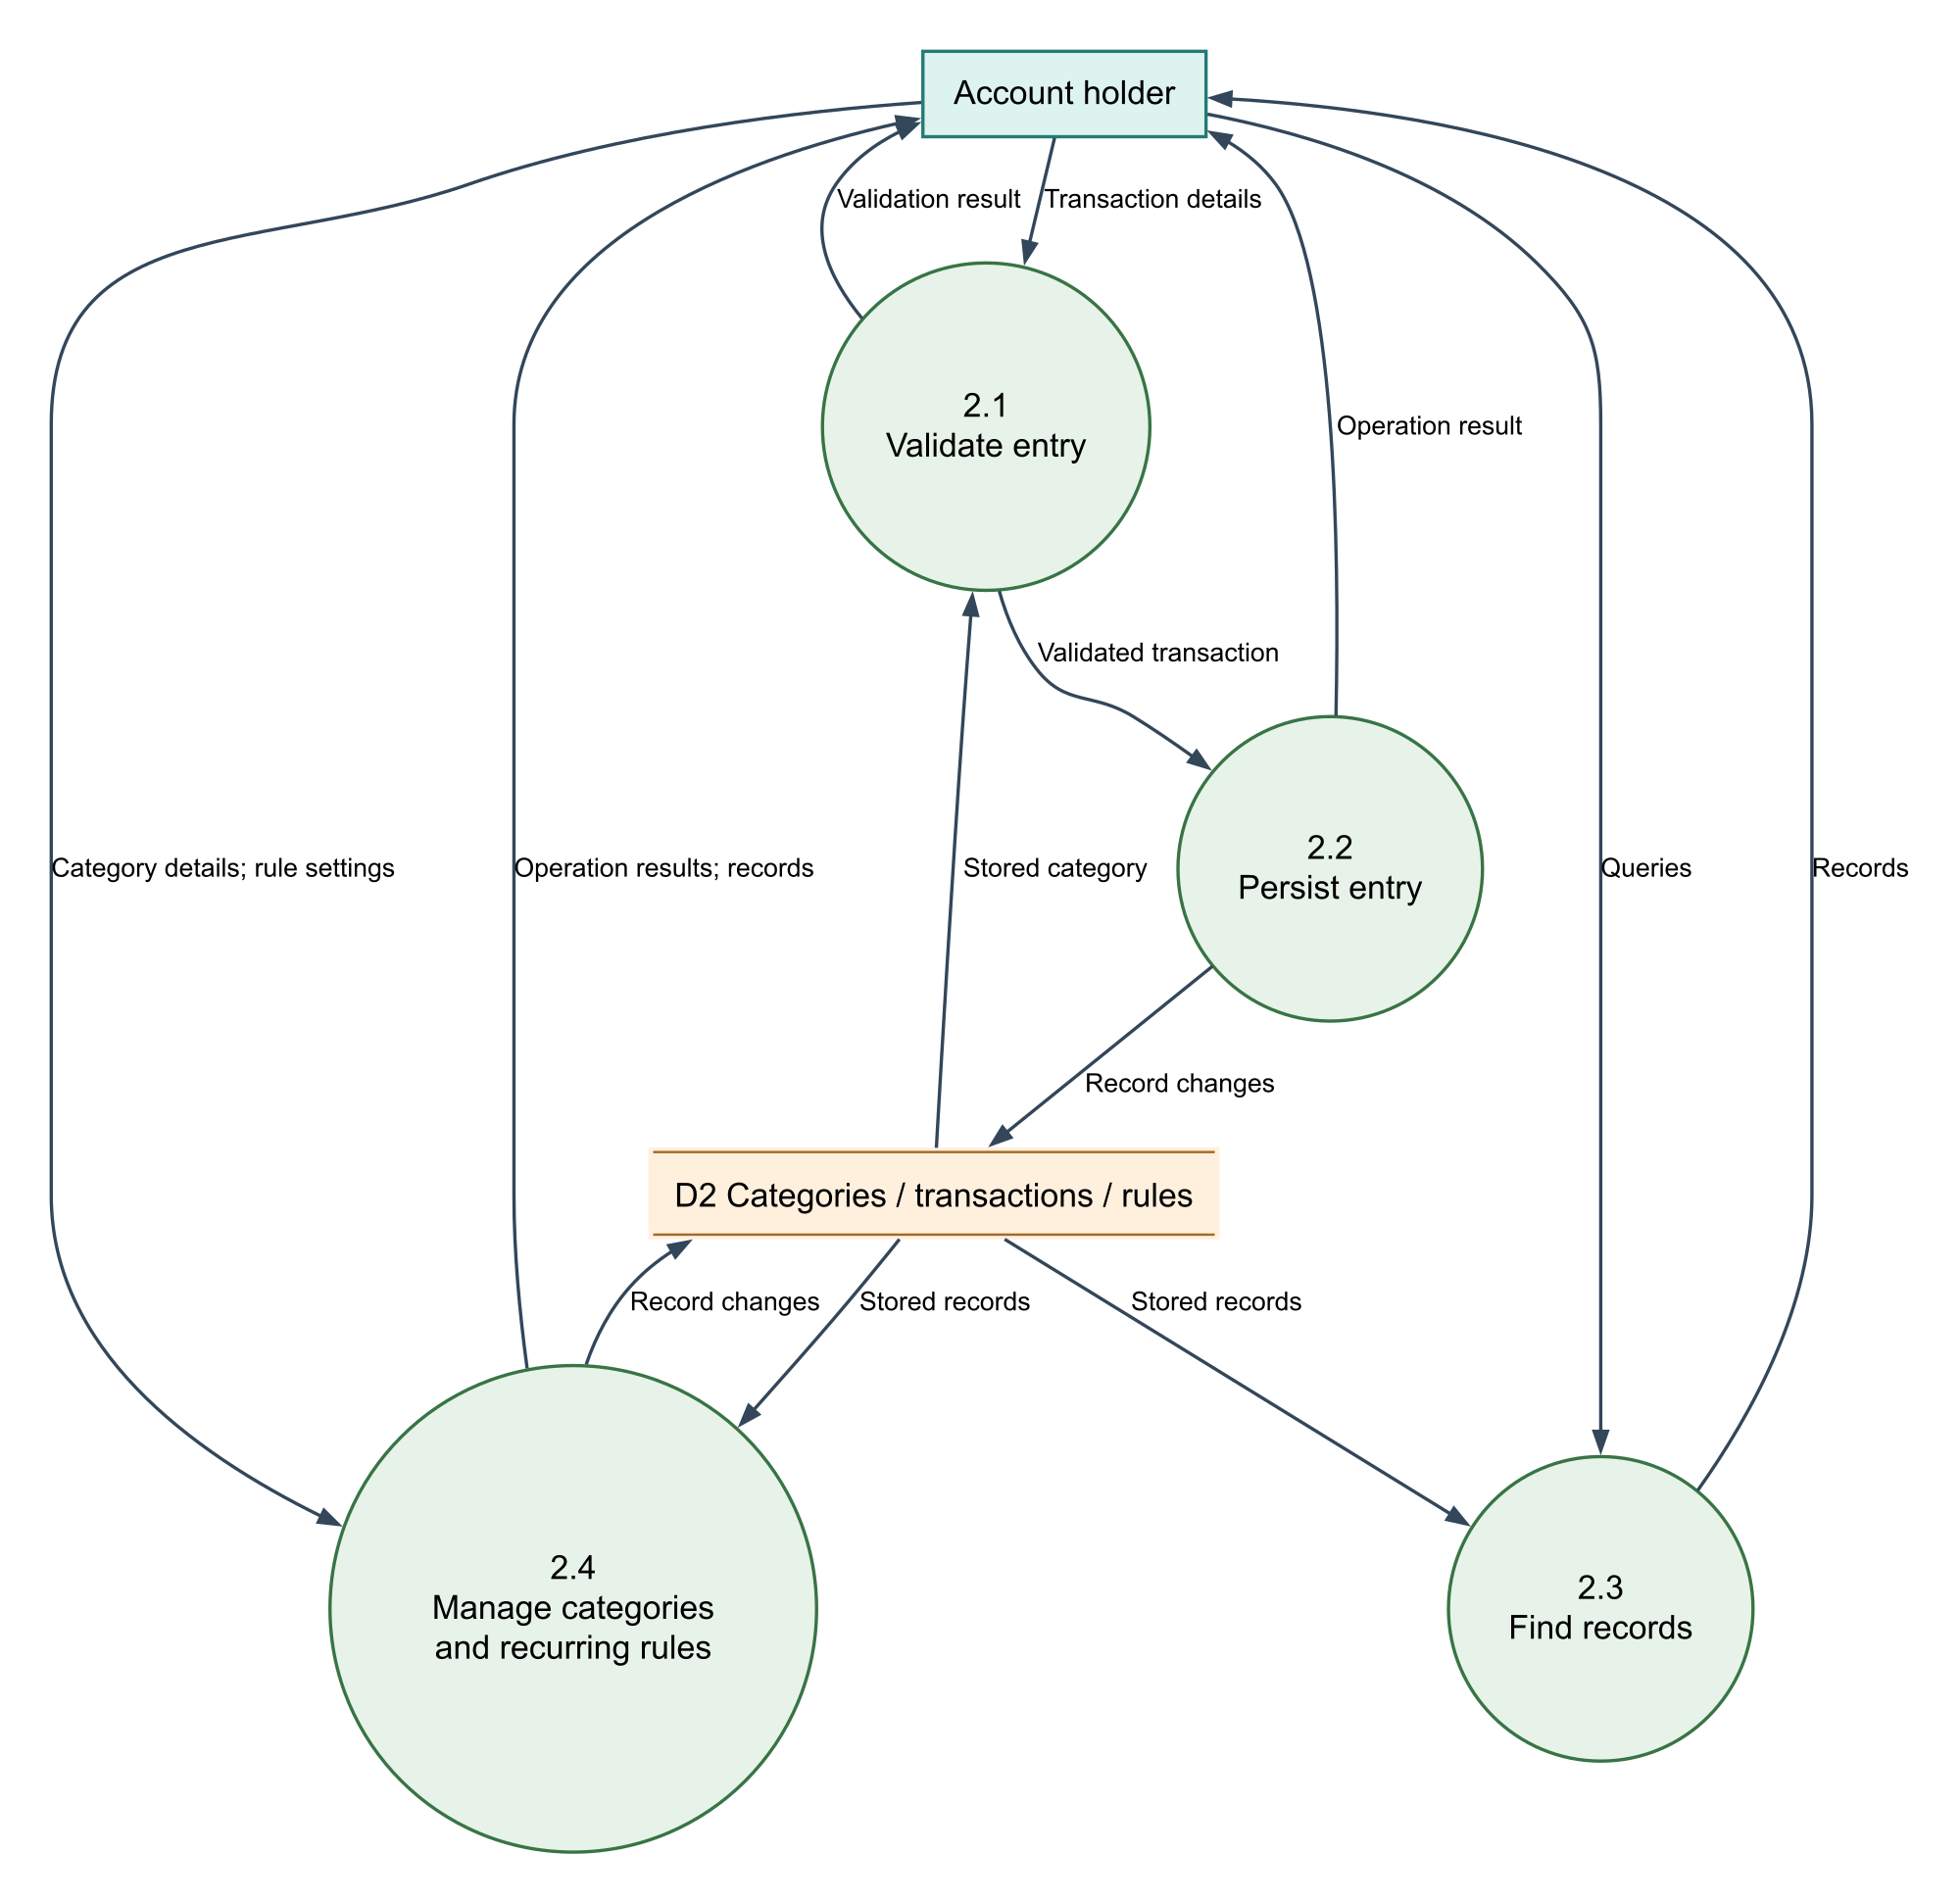 Account holder
Validation result
Transaction details
2.1
Validate entry
Operation result
Validated transaction
2.2
Persist entry
Category details; rule settings
Operation results; records
Stored category
Queries
Records
Record changes
D2 Categories / transactions / rules
Record changes
Stored records
Stored records
2.4
Manage categories
and recurring rules
2.3
Find records